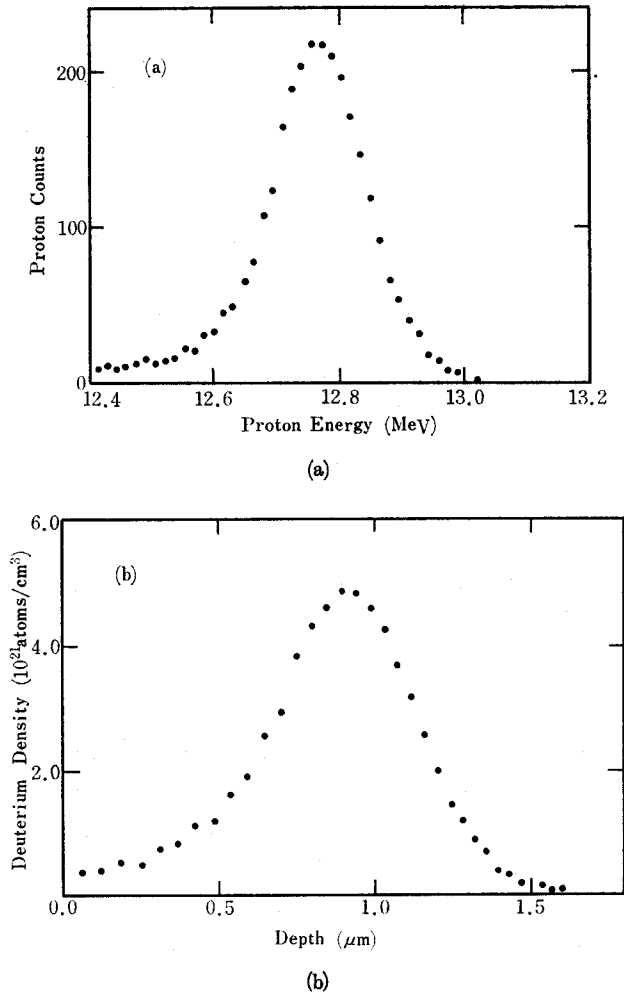 (a)
200
100
0
12.4 12.6 12.8 13.0 13.2
Proton Counts
Proton Energy (MeV)
(a)
(b)
6.0
4.0
2.0
0.0 0.5 1.0 1.5
Deuterium Density (10²¹atoms/cm³)
Depth (μm)
(b)